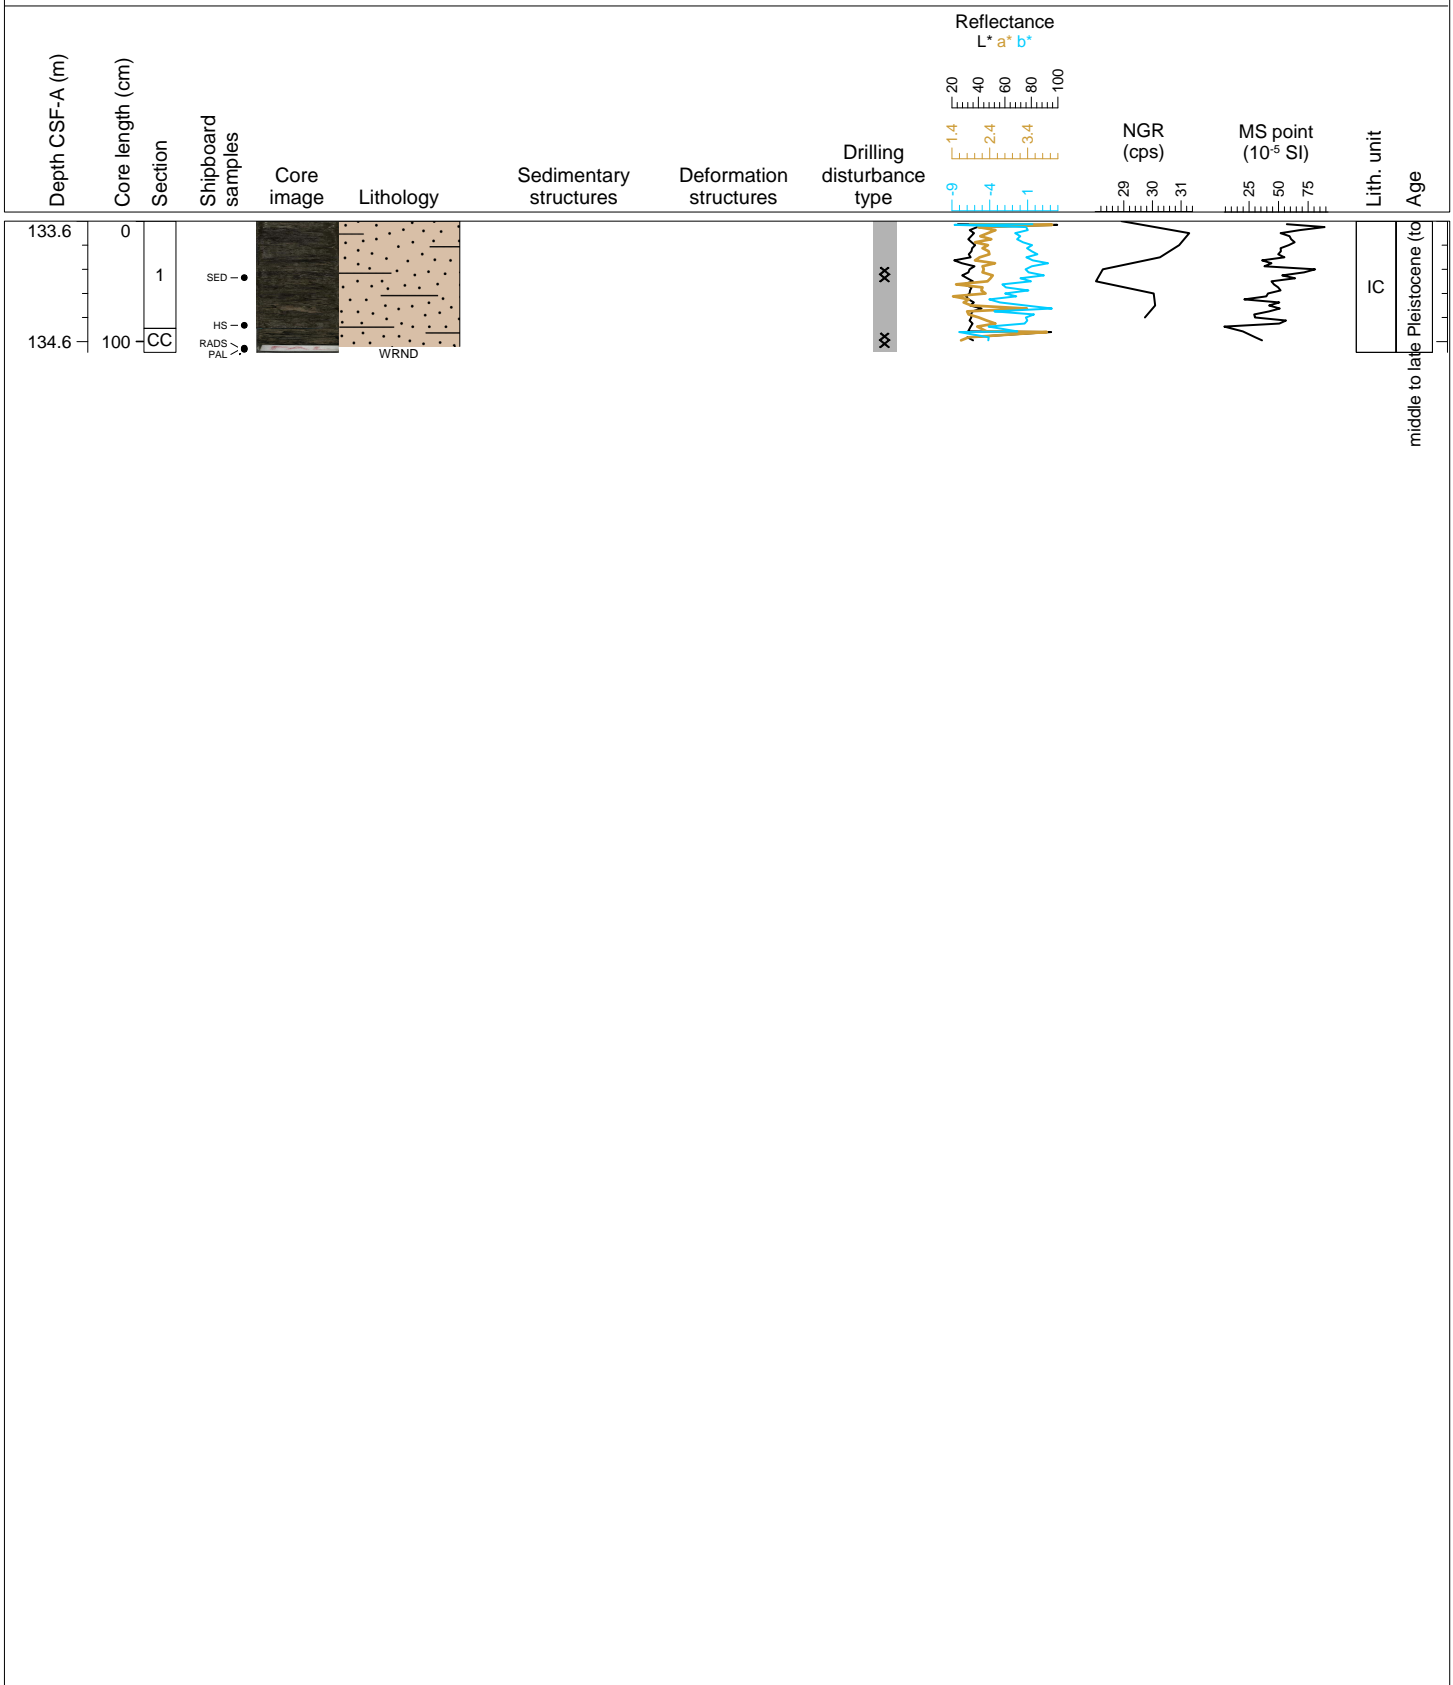 Depth CSF-A (m)
Core length (cm)
Section
Shipboard
samples
Core
image
Lithology
Sedimentary
structures
Deformation
structures
Drilling
disturbance
type
Reflectance
L* a* b*
20 40 60 80 100
1.4 2.4 3.4
-9 -4 1
NGR
(cps)
29 30 31
MS point
(10-5 SI)
25 50 75
Lith. unit
Age
133.6
0
1
SED
HS
134.6
100
CC
RADS
PAL
WRND
IC
middle to late Pleistocene (to